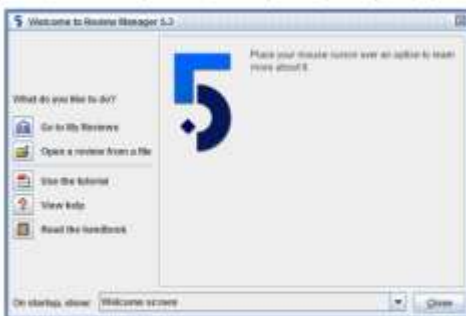 Welcome to Review Manager 5.3
Place your mouse cursor over an option to learn
more about it.
What do you like to do?
Go to My Reviews
Open a review from a file
Use the tutorial
View help
Read the handbook
On startup, show: Welcome screen
Close